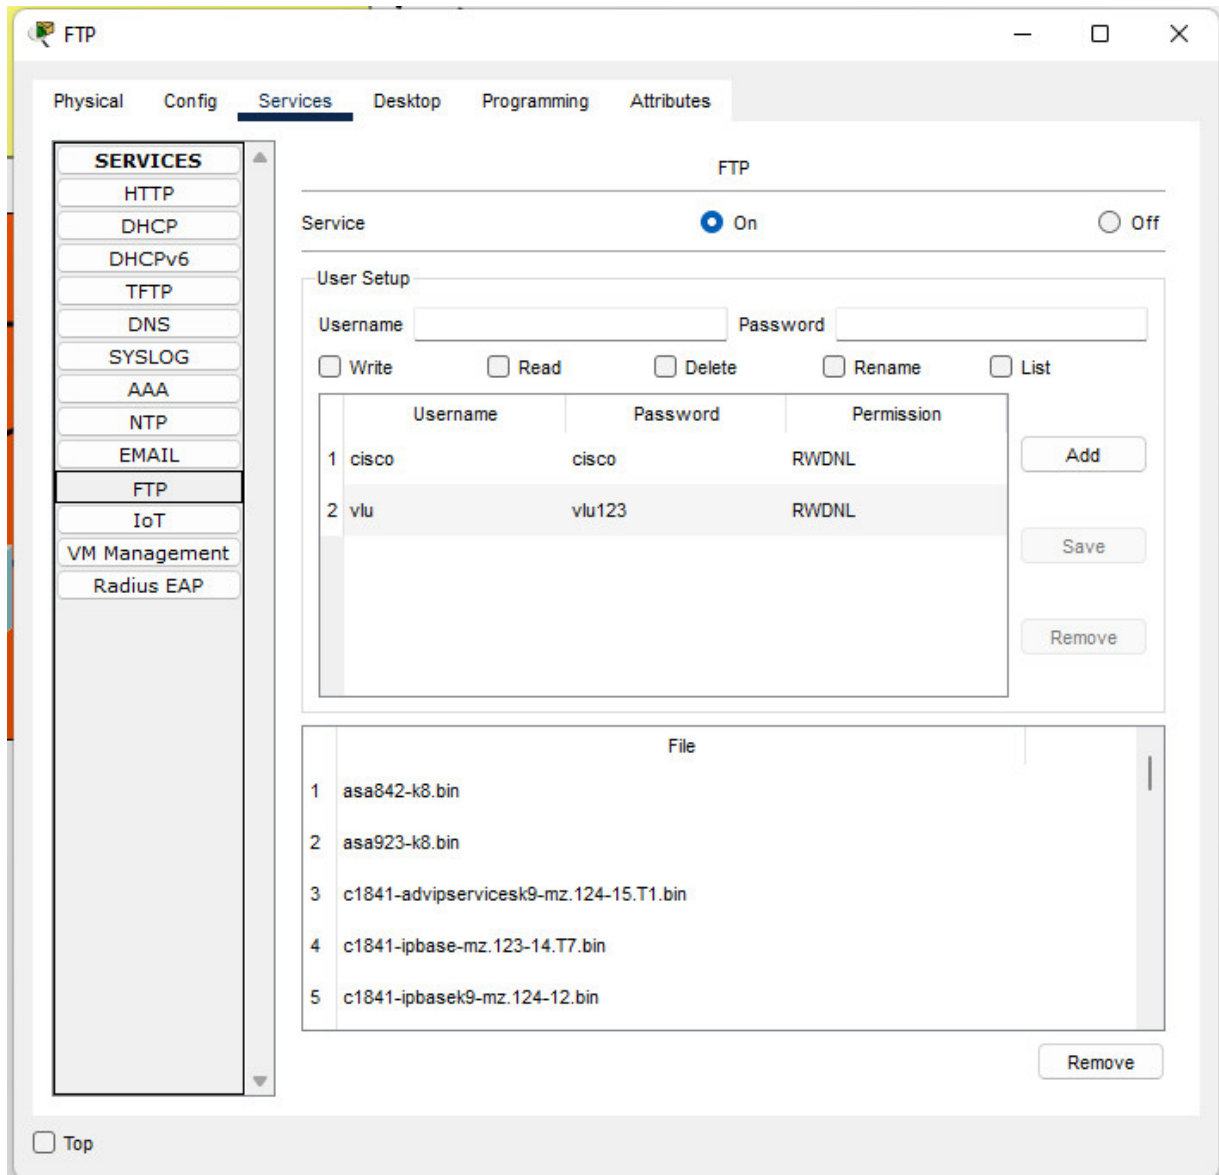 FTP
Physical Config Services Desktop Programming Attributes
SERVICES
HTTP
DHCP
DHCPv6
TFTP
DNS
SYSLOG
AAA
NTP
EMAIL
FTP
IoT
VM Management
Radius EAP
FTP
Service On Off
User Setup
Username Password
Write Read Delete Rename List
Username Password Permission
1 cisco cisco RWDNL
2 vlu vlu123 RWDNL
Add
Save
Remove
File
1 asa842-k8.bin
2 asa923-k8.bin
3 c1841-advipservicesk9-mz.124-15.T1.bin
4 c1841-ipbase-mz.123-14.T7.bin
5 c1841-ipbasek9-mz.124-12.bin
Remove
Top